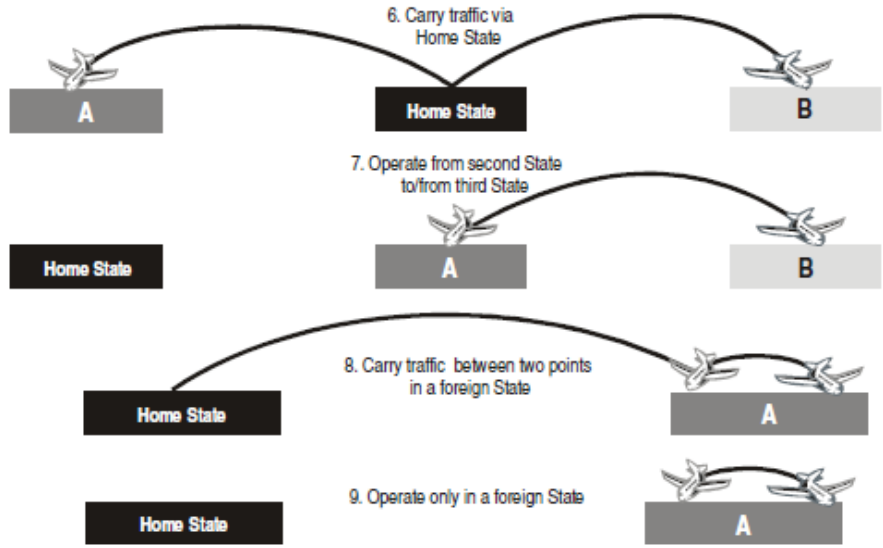 6. Carry traffic via
Home State
A
Home State
B
7. Operate from second State
to/from third State
Home State
A
B
8. Carry traffic between two points
in a foreign State
Home State
A
9. Operate only in a foreign State
Home State
A